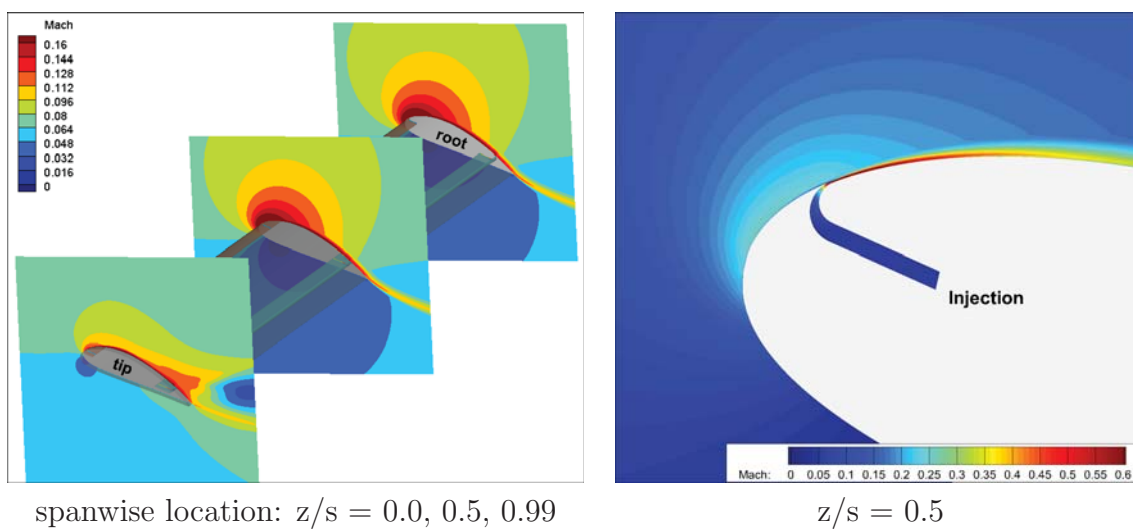 Mach
0.16
0.144
0.128
0.112
0.096
0.08
0.064
0.048
0.032
0.016
0
root
tip
Injection
Mach: 0 0.05 0.1 0.15 0.2 0.25 0.3 0.35 0.4 0.45 0.5 0.55 0.6
spanwise location: z/s = 0.0, 0.5, 0.99
z/s = 0.5